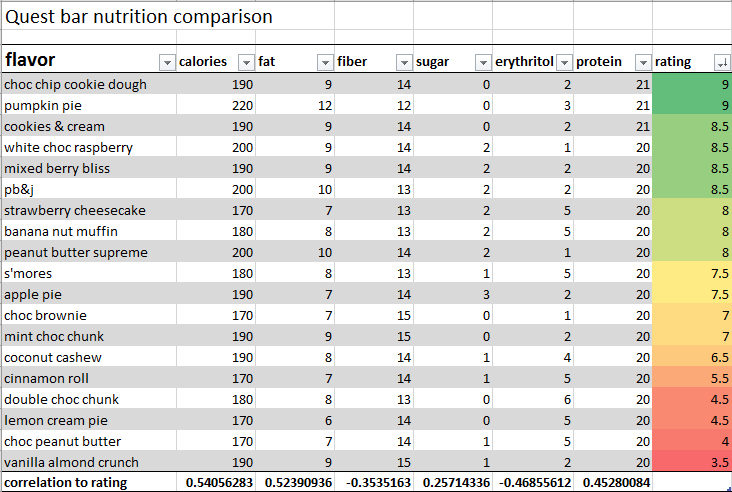 Quest bar nutrition comparison
flavor calories fat fiber sugar erythritol protein rating
choc chip cookie dough 190 9 14 0 2 21 9
pumpkin pie 220 12 12 0 3 21 9
cookies & cream 190 9 14 0 2 21 8.5
white choc raspberry 200 9 14 2 1 20 8.5
mixed berry bliss 190 9 14 2 2 20 8.5
pb&j 200 10 13 2 2 20 8.5
strawberry cheesecake 170 7 13 2 5 20 8
banana nut muffin 180 8 13 2 5 20 8
peanut butter supreme 200 10 14 2 1 20 8
s'mores 180 8 13 1 5 20 7.5
apple pie 190 7 14 3 2 20 7.5
choc brownie 170 7 15 0 1 20 7
mint choc chunk 190 9 15 0 2 20 7
coconut cashew 190 8 14 1 4 20 6.5
cinnamon roll 170 7 14 1 5 20 5.5
double choc chunk 180 8 13 0 6 20 4.5
lemon cream pie 170 6 14 0 5 20 4.5
choc peanut butter 170 7 14 1 5 20 4
vanilla almond crunch 190 9 15 1 2 20 3.5
correlation to rating 0.54056283 0.52390936 -0.3535163 0.25714336 -0.46855612 0.45280084